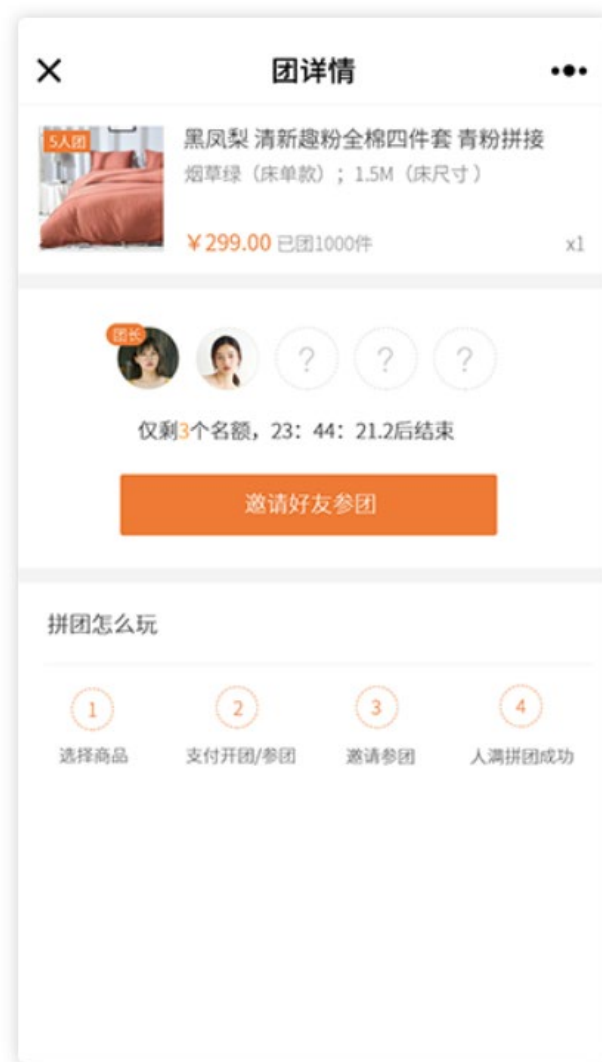 团详情
5人团
黑凤梨 清新趣粉全棉四件套 青粉拼接
烟草绿（床单款）；1.5M（床尺寸）
￥299.00 已团1000件 x1
团长
? ? ?
仅剩3个名额，23：44：21.2后结束
邀请好友参团
拼团怎么玩
1 2 3 4
选择商品 支付开团/参团 邀请参团 人满拼团成功